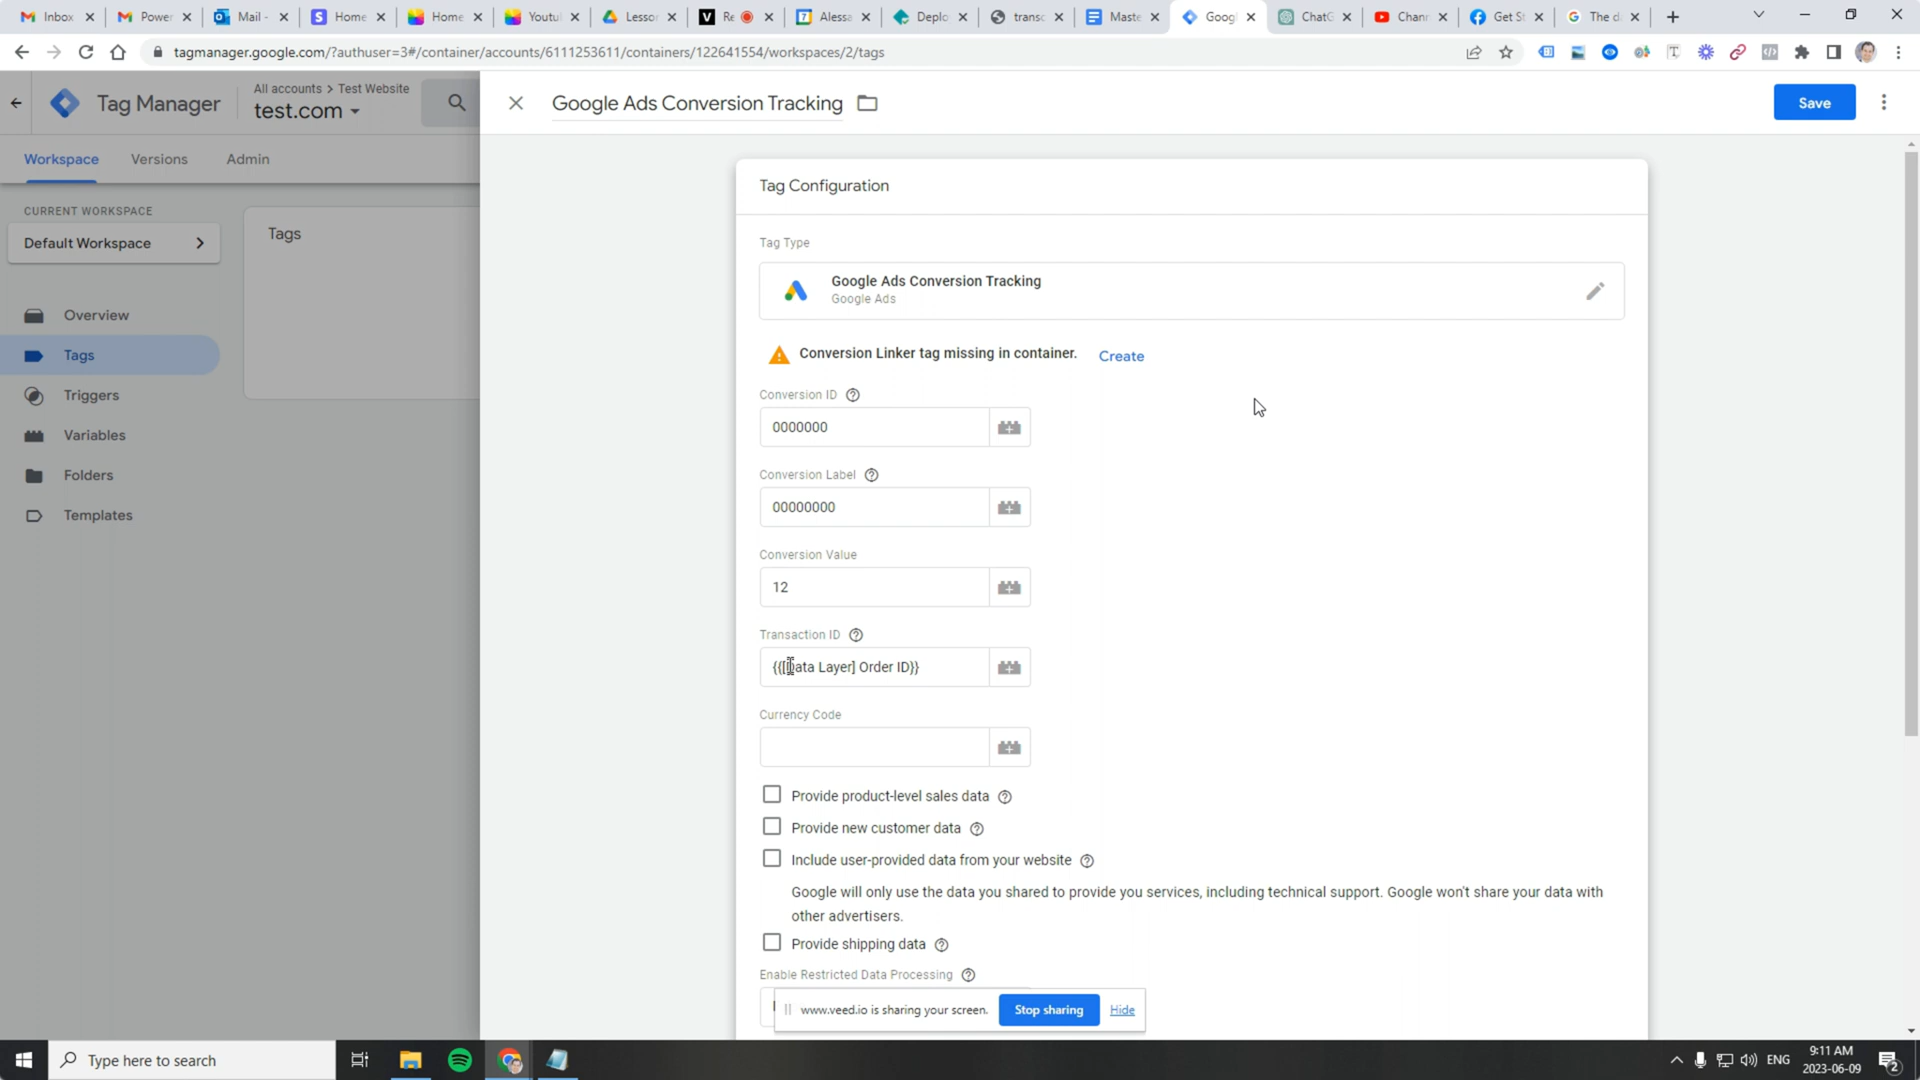 Inbox
Power
Mail -
Home
Home
Youtu
Lesson
Re
Alessa
Deplo
transc
Maste
Googl
ChatG
Chann
Get St
The d
tagmanager.google.com/?authuser=3#/container/accounts/6111253611/containers/122641554/workspaces/2/tags
Tag Manager
All accounts > Test Website
test.com
Google Ads Conversion Tracking
Save
Workspace
Versions
Admin
CURRENT WORKSPACE
Default Workspace
Tags
Overview
Tags
Triggers
Variables
Folders
Templates
Tag Configuration
Tag Type
Google Ads Conversion Tracking
Google Ads
Conversion Linker tag missing in container. Create
Conversion ID
0000000
Conversion Label
00000000
Conversion Value
12
Transaction ID
{{[Data Layer] Order ID}}
Currency Code
Provide product-level sales data
Provide new customer data
Include user-provided data from your website
Google will only use the data you shared to provide you services, including technical support. Google won't share your data with
other advertisers.
Provide shipping data
Enable Restricted Data Processing
www.veed.io is sharing your screen.
Stop sharing
Hide
Type here to search
ENG
9:11 AM
2023-06-09
2